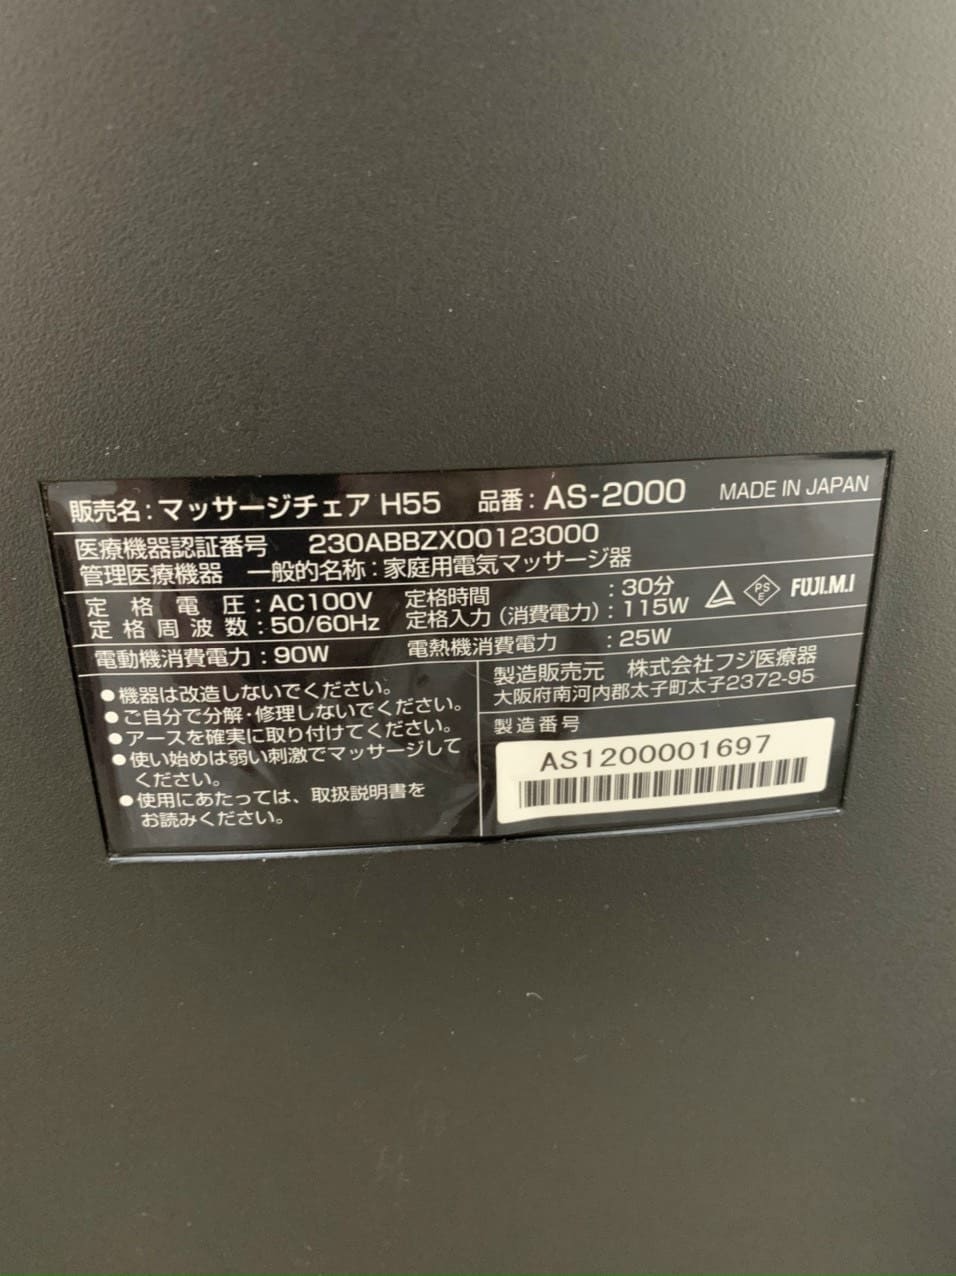 販売名:マッサージチェア H55 品番:AS-2000 MADE IN JAPAN
医療機器認証番号 230ABBZX00123000
管理医療機器 一般的名称:家庭用電気マッサージ器
定格電圧:AC100V 定格時間 :30分
定格周波数:50/60Hz 定格入力(消費電力):115W
PSE FUJI.M.I
電動機消費電力:90W 電熱機消費電力 :25W
●機器は改造しないでください。
●ご自分で分解・修理しないでください。
●アースを確実に取り付けてください。
●使い始めは弱い刺激でマッサージして
ください。
●使用にあたっては、取扱説明書を
お読みください。
製造販売元 株式会社フジ医療器
大阪府南河内郡太子町太子2372-95
製造番号
AS1200001697